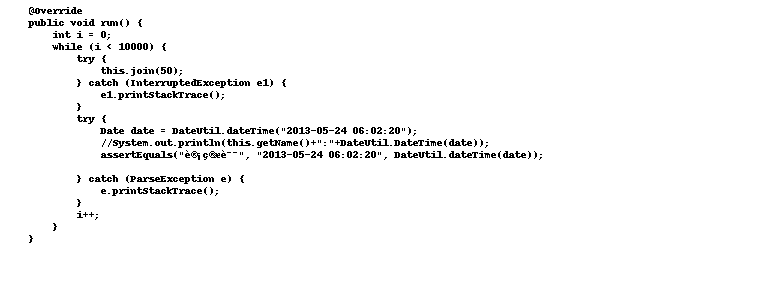 @Override
public void run() {
    int i = 0;
    while (i < 10000) {
        try {
            this.join(50);
        } catch (InterruptedException e1) {
            e1.printStackTrace();
        }
        try {
            Date date = DateUtil.dateTime("2013-05-24 06:02:20");
            //System.out.println(this.getName()+":"+DateUtil.DateTime(date));
            assertEquals("è®¡ç®æè¯¯", "2013-05-24 06:02:20", DateUtil.dateTime(date));

        } catch (ParseException e) {
            e.printStackTrace();
        }
        i++;
    }
}